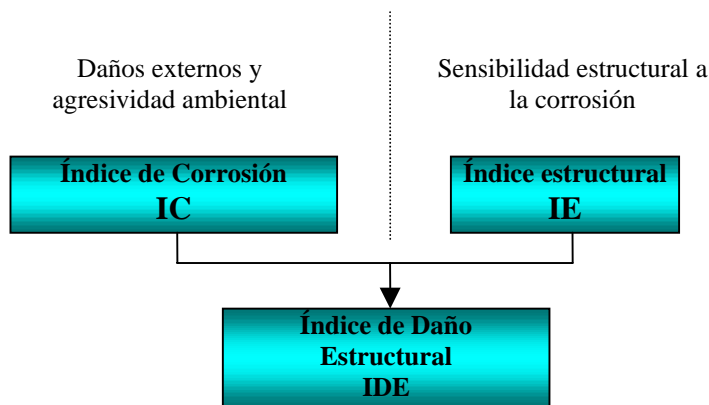 Daños externos y
agresividad ambiental
Sensibilidad estructural a
la corrosión
Índice de Corrosión
IC
Índice estructural
IE
Índice de Daño
Estructural
IDE